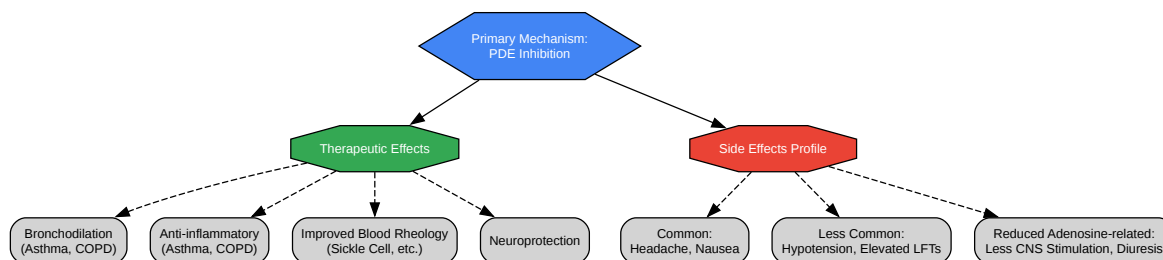 Primary Mechanism:
PDE Inhibition
Therapeutic Effects
Side Effects Profile
Bronchodilation
(Asthma, COPD)
Anti-inflammatory
(Asthma, COPD)
Improved Blood Rheology
(Sickle Cell, etc.)
Neuroprotection
Common:
Headache, Nausea
Less Common:
Hypotension, Elevated LFTs
Reduced Adenosine-related:
Less CNS Stimulation, Diuresis